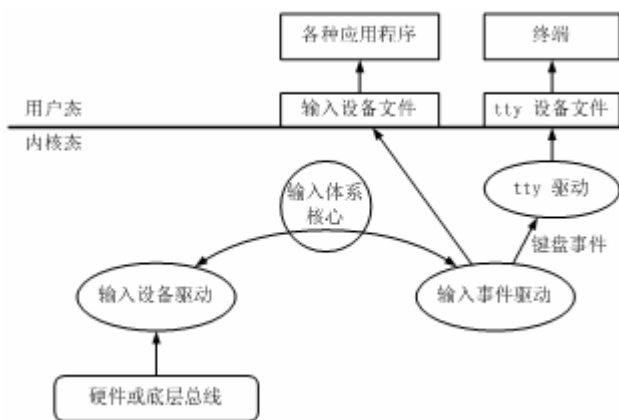 各种应用程序
终端
用户态
输入设备文件
tty 设备文件
内核态
输入体系
核心
tty 驱动
键盘事件
输入设备驱动
输入事件驱动
硬件或底层总线